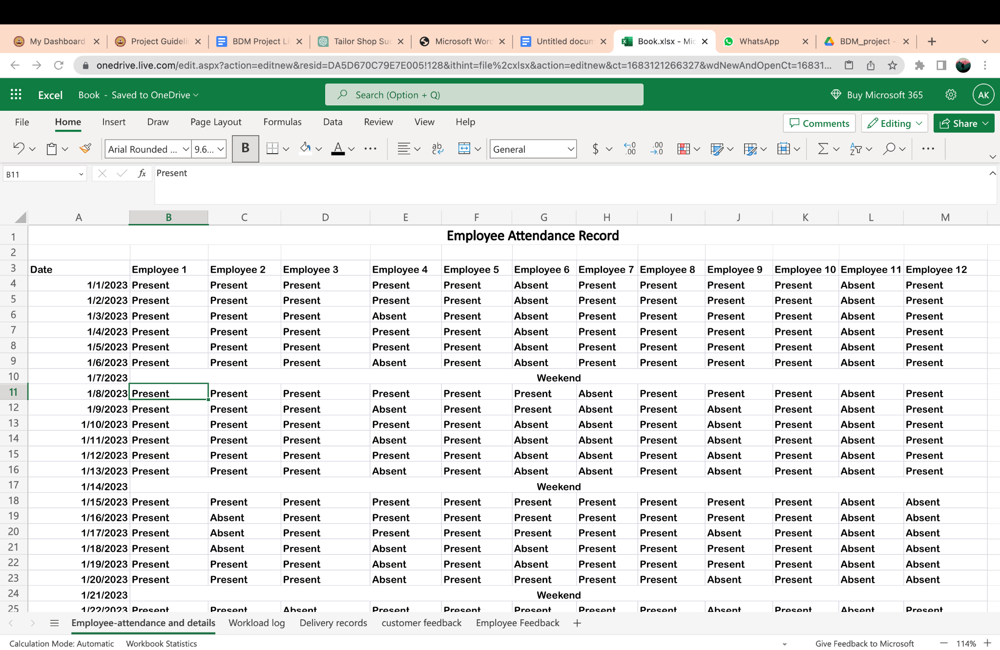 My Dashboard Project Guidelin BDM Project Li Tailor Shop Suc Microsoft Word Untitled docum Book.xlsx - Mic WhatsApp BDM_project -
onedrive.live.com/edit.aspx?action=editnew&resid=DA5D670C79E7E005!128&ithint=file%2cxlsx&action=editnew&ct=1683121266327&wdNewAndOpenCt=16831...
Excel Book - Saved to OneDrive Search (Option + Q) Buy Microsoft 365 AK
File Home Insert Draw Page Layout Formulas Data Review View Help Comments Editing Share
Arial Rounded ... 9.6... B General
B11 fx Present
A B C D E F G H I J K L M
1 Employee Attendance Record
2
3 Date Employee 1 Employee 2 Employee 3 Employee 4 Employee 5 Employee 6 Employee 7 Employee 8 Employee 9 Employee 10 Employee 11 Employee 12
4 1/1/2023 Present Present Present Present Present Absent Present Present Present Present Absent Present
5 1/2/2023 Present Present Present Present Present Absent Present Present Present Present Absent Present
6 1/3/2023 Present Present Present Absent Present Absent Present Present Present Present Absent Present
7 1/4/2023 Present Present Present Present Present Absent Present Present Present Present Absent Present
8 1/5/2023 Present Present Present Present Present Absent Present Present Present Present Absent Present
9 1/6/2023 Present Present Present Absent Present Absent Present Present Present Present Absent Present
10 1/7/2023 Weekend
11 1/8/2023 Present Present Present Present Present Present Absent Present Present Present Absent Present
12 1/9/2023 Present Present Present Absent Present Present Absent Present Absent Present Absent Present
13 1/10/2023 Present Present Present Present Present Absent Absent Present Absent Present Absent Present
14 1/11/2023 Present Present Present Absent Present Absent Absent Present Absent Present Absent Present
15 1/12/2023 Present Present Present Present Present Absent Absent Present Absent Present Absent Present
16 1/13/2023 Present Present Present Absent Present Absent Absent Present Absent Present Absent Present
17 1/14/2023 Weekend
18 1/15/2023 Present Present Present Present Present Present Present Present Present Present Absent Absent
19 1/16/2023 Present Absent Present Present Present Present Present Present Present Present Absent Absent
20 1/17/2023 Present Absent Present Present Present Present Present Present Absent Present Absent Absent
21 1/18/2023 Present Absent Present Absent Present Absent Present Present Present Present Absent Absent
22 1/19/2023 Present Present Present Absent Present Absent Present Present Present Present Absent Absent
23 1/20/2023 Present Present Present Absent Present Present Present Present Absent Present Absent Absent
24 1/21/2023 Weekend
25 1/22/2023 Present Present Absent Present Present Present Present Present Absent Present Absent Present
Employee-attendance and details Workload log Delivery records customer feedback Employee Feedback
Calculation Mode: Automatic Workbook Statistics Give Feedback to Microsoft 114%